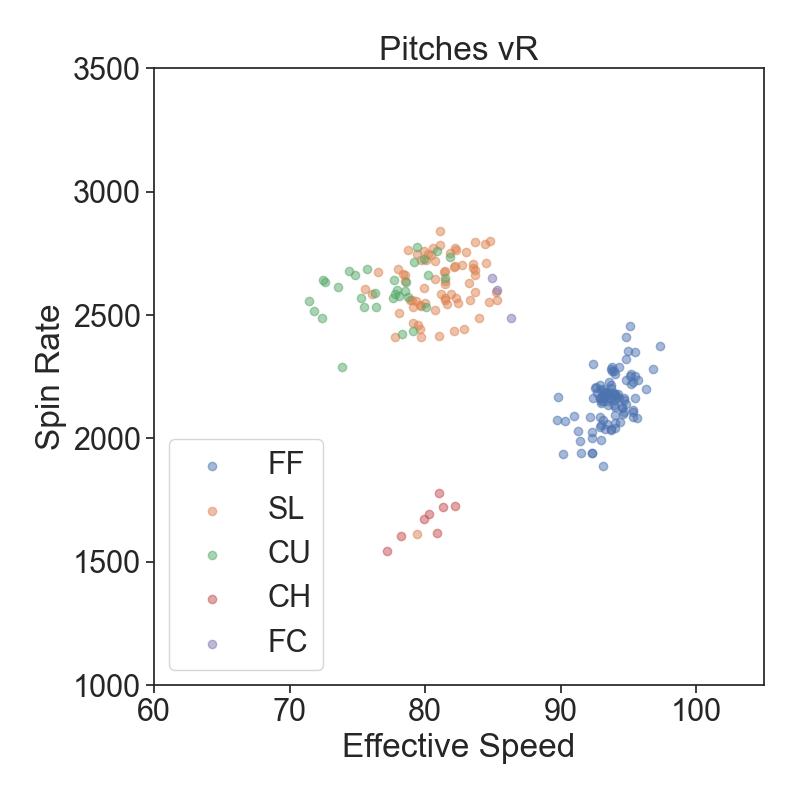 Pitches vR
3500
3000
2500
2000
1500
1000
Spin Rate
FF
SL
CU
CH
FC
60 70 80 90 100
Effective Speed